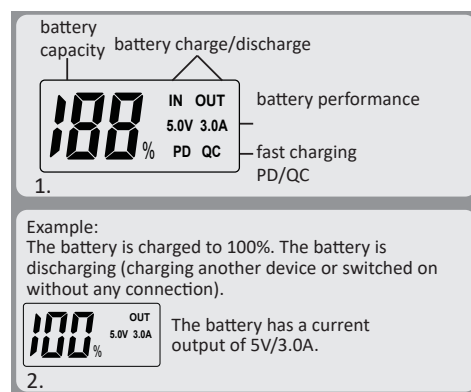 battery
capacity
battery charge/discharge
188%
IN OUT
5.0V 3.0A
PD QC
battery performance
fast charging
PD/QC
1.
Example:
The battery is charged to 100%. The battery is
discharging (charging another device or switched on
without any connection).
100%
OUT
5.0V 3.0A
The battery has a current
output of 5V/3.0A.
2.